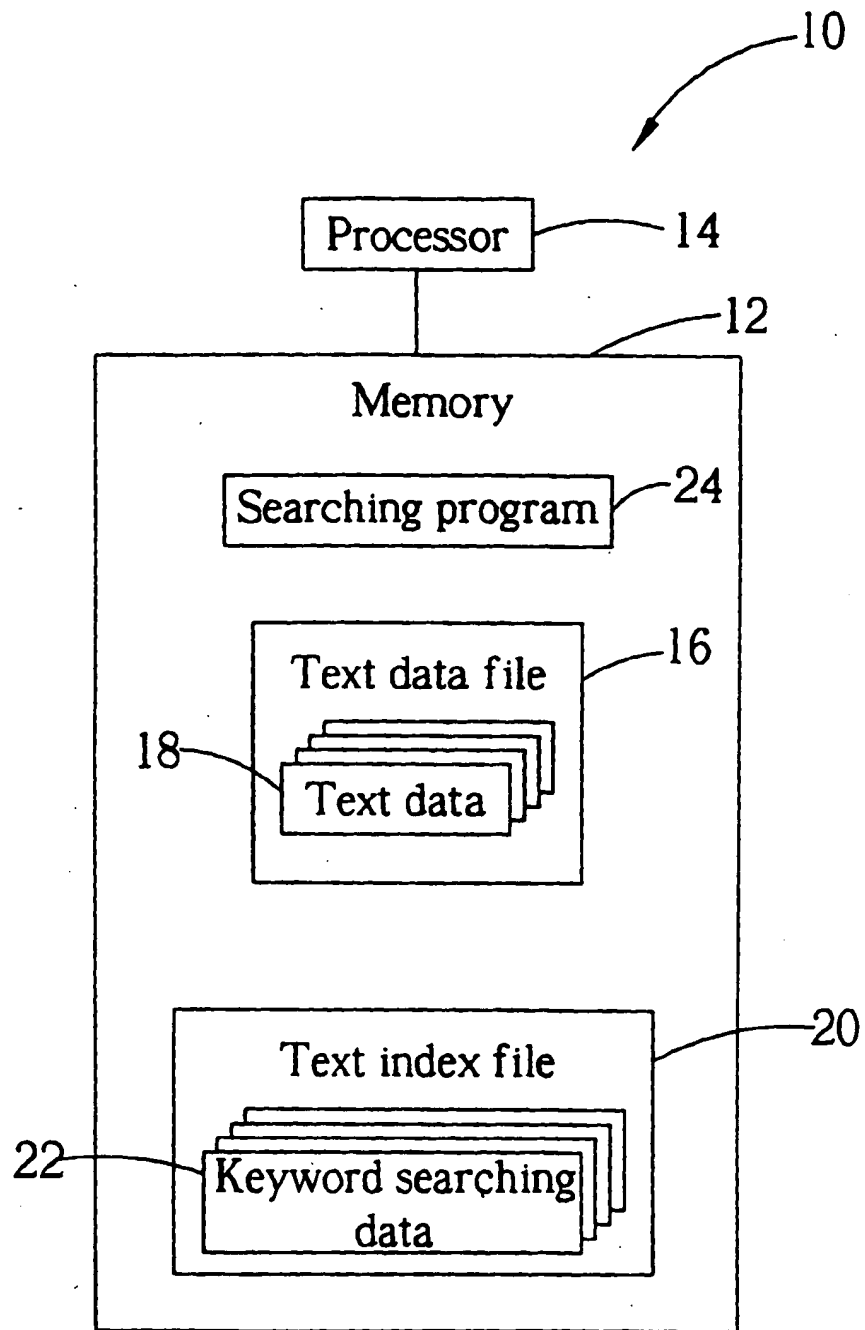 10
Processor
14
12
Memory
Searching program
24
Text data file
16
18
Text data
Text index file
20
22
Keyword searching
data